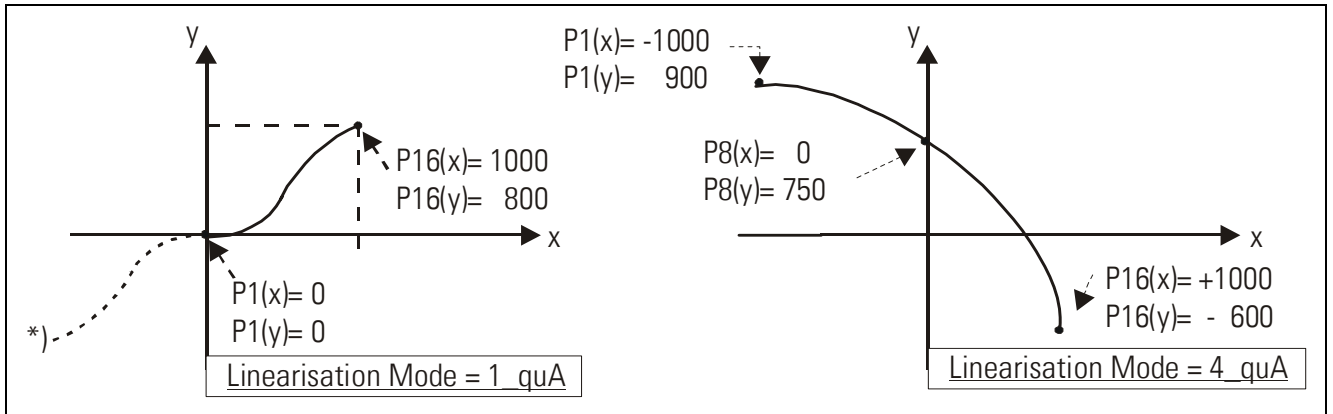 y
P16(x)= 1000
P16(y)= 800
x
P1(x)= 0
P1(y)= 0
*)
Linearisation Mode = 1_quA
P1(x)= -1000
P1(y)= 900
y
P8(x)= 0
P8(y)= 750
x
P16(x)= +1000
P16(y)= - 600
Linearisation Mode = 4_quA